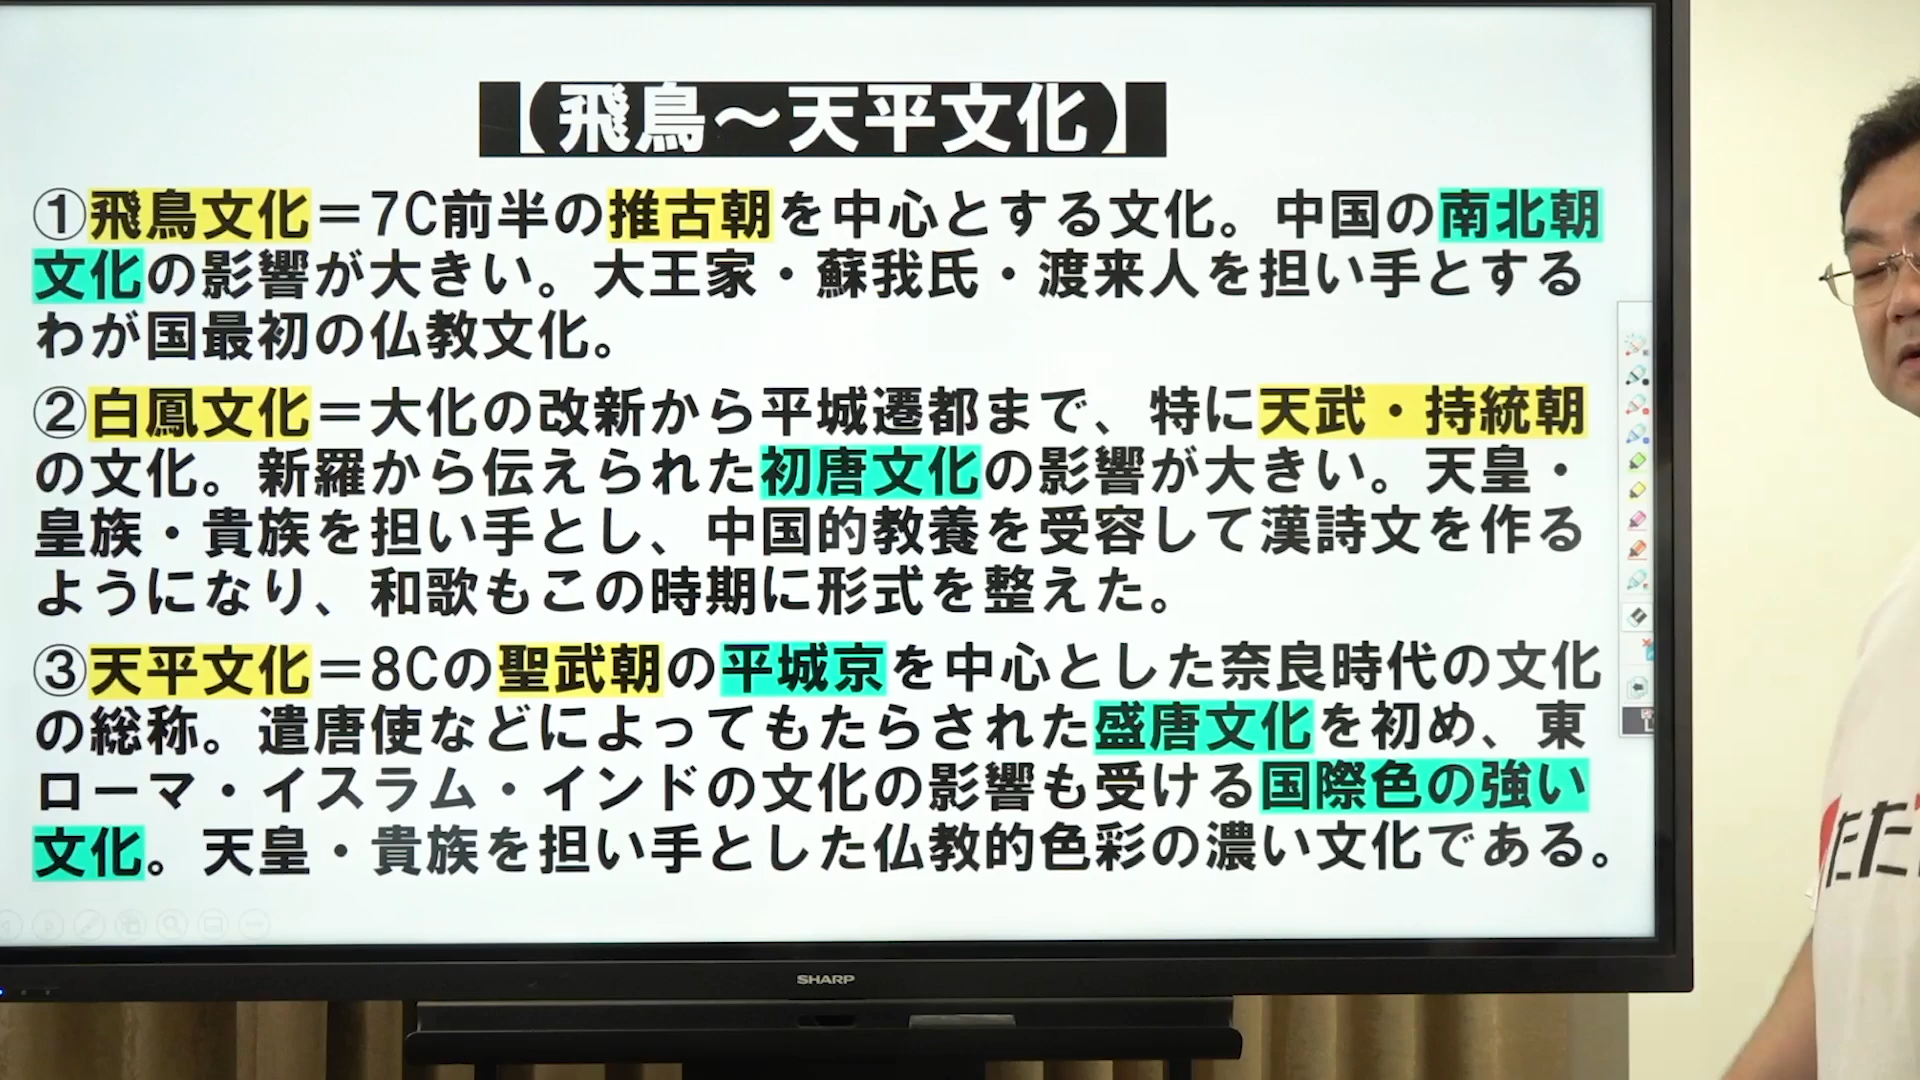 【（飛鳥～天平文化）】
①飛鳥文化＝7C前半の推古朝を中心とする文化。中国の南北朝
文化の影響が大きい。大王家・蘇我氏・渡来人を担い手とする
わが国最初の仏教文化。
②白鳳文化＝大化の改新から平城遷都まで、特に天武・持統朝
の文化。新羅から伝えられた初唐文化の影響が大きい。天皇・
皇族・貴族を担い手とし、中国的教養を受容して漢詩文を作る
ようになり、和歌もこの時期に形式を整えた。
③天平文化＝8Cの聖武朝の平城京を中心とした奈良時代の文化
の総称。遣唐使などによってもたらされた盛唐文化を初め、東
ローマ・イスラム・インドの文化の影響も受ける国際色の強い
文化。天皇・貴族を担い手とした仏教的色彩の濃い文化である。
SHARP
ただ